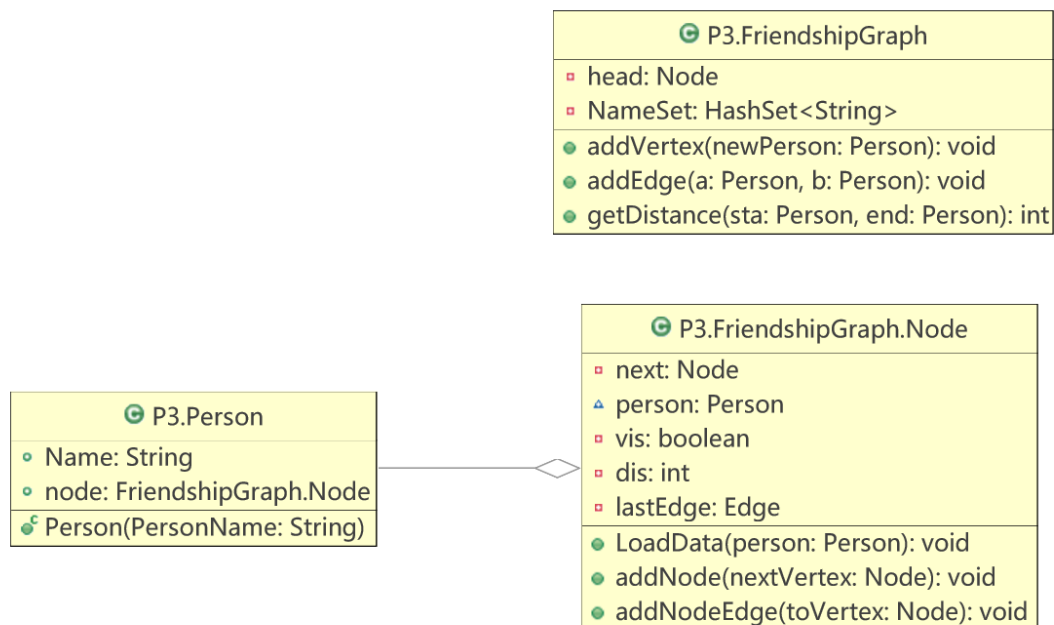 P3.FriendshipGraph
head: Node
NameSet: HashSet<String>
addVertex(newPerson: Person): void
addEdge(a: Person, b: Person): void
getDistance(sta: Person, end: Person): int
P3.FriendshipGraph.Node
next: Node
person: Person
vis: boolean
dis: int
lastEdge: Edge
LoadData(person: Person): void
addNode(nextVertex: Node): void
addNodeEdge(toVertex: Node): void
P3.Person
Name: String
node: FriendshipGraph.Node
Person(PersonName: String)